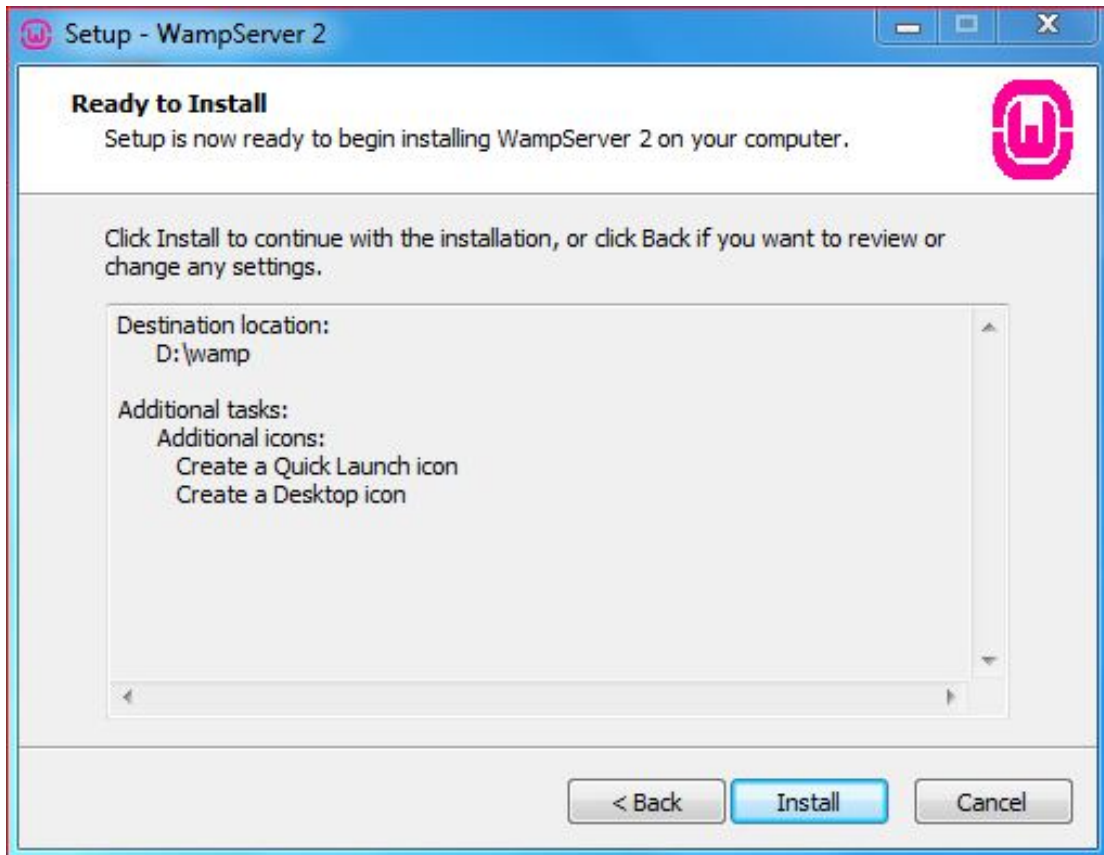 Setup - WampServer 2
Ready to Install
Setup is now ready to begin installing WampServer 2 on your computer.
Click Install to continue with the installation, or click Back if you want to review or
change any settings.
Destination location:
D:\wamp
Additional tasks:
Additional icons:
Create a Quick Launch icon
Create a Desktop icon
< Back
Install
Cancel